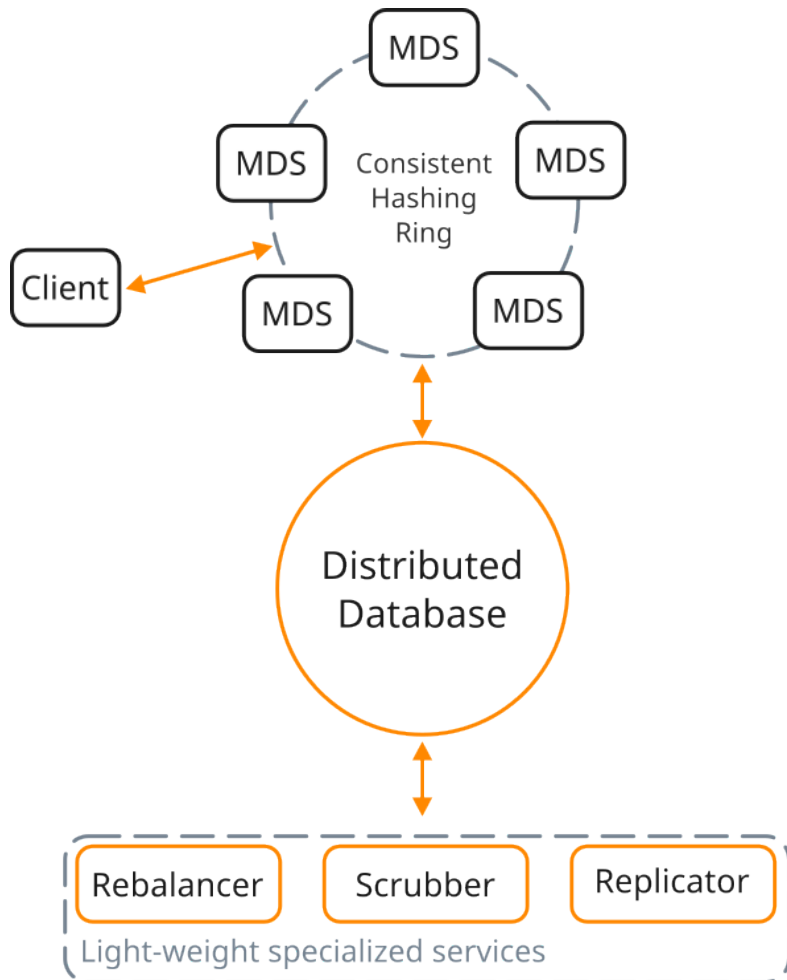 MDS
MDS
MDS
Consistent
Hashing
Ring
Client
MDS
MDS
Distributed
Database
Rebalancer
Scrubber
Replicator
Light-weight specialized services